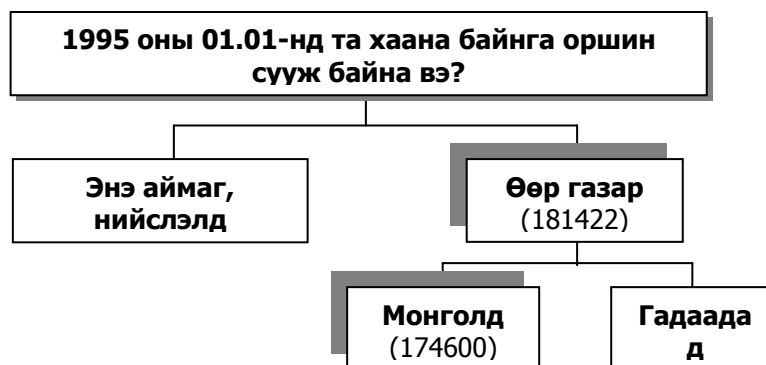 1995 оны 01.01-нд та хаана байнга оршин
сууж байна вэ?
Энэ аймаг,
нийслэлд
Өөр газар
(181422)
Монголд
(174600)
Гадаада
д